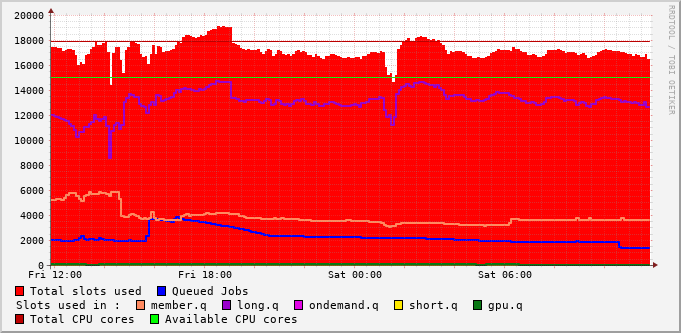 20000
18000
16000
14000
12000
10000
8000
6000
4000
2000
0
Fri 12:00 Fri 18:00 Sat 00:00 Sat 06:00
Total slots used Queued Jobs
Slots used in : member.q long.q ondemand.q short.q gpu.q
Total CPU cores Available CPU cores
RRDTOOL / TOBI OETIKER